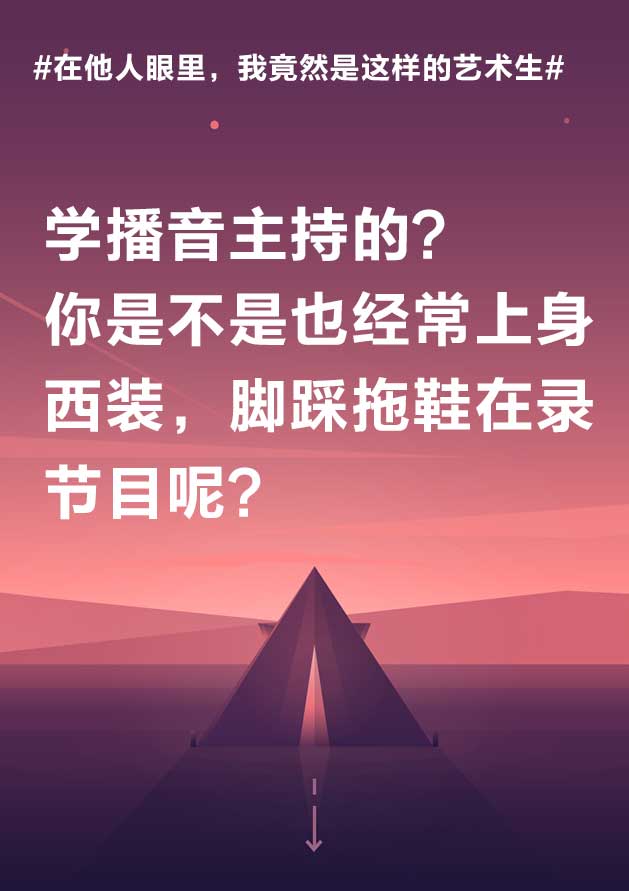 #在他人眼里，我竟然是这样的艺术生#
学播音主持的？
你是不是也经常上身
西装，脚踩拖鞋在录
节目呢？